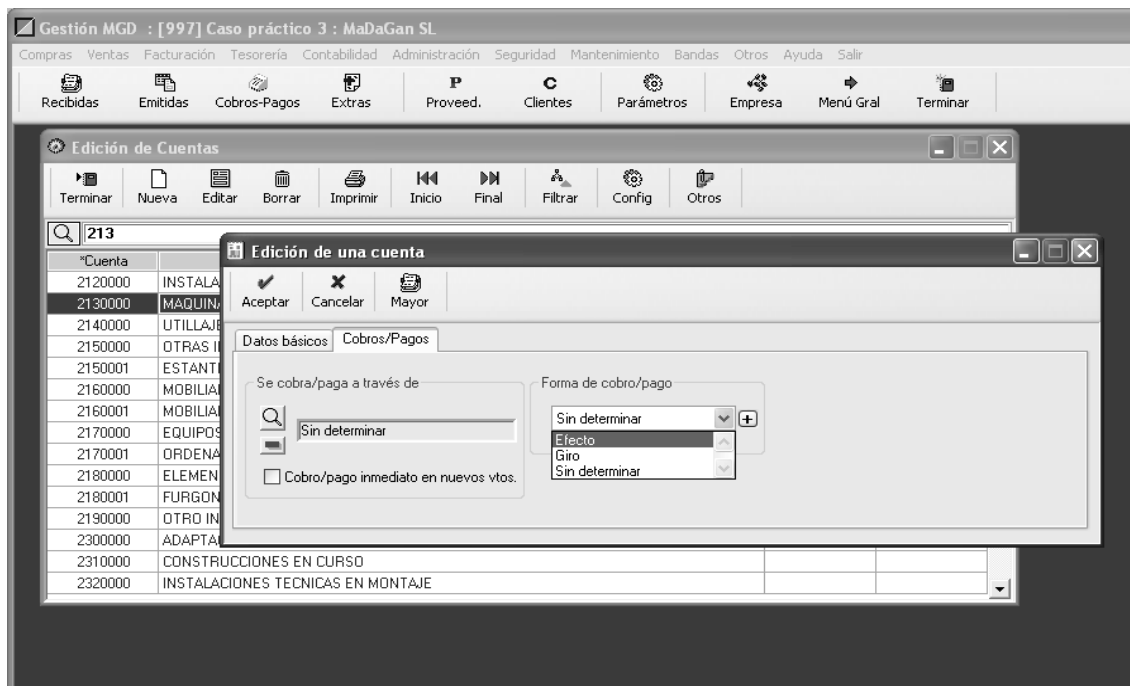 Gestión MGD : [997] Caso práctico 3 : MaDaGan SL
Compras Ventas Facturación Tesorería Contabilidad Administración Seguridad Mantenimiento Bandas Otros Ayuda Salir
Recibidas Emitidas Cobros-Pagos Extras P Proveed. C Clientes Parámetros Empresa Menú Gral Terminar
Edición de Cuentas
Terminar Nueva Editar Borrar Imprimir Inicio Final Filtrar Config Otros
213
*Cuenta
Edición de una cuenta
Aceptar Cancelar Mayor
Datos básicos Cobros/Pagos
Se cobra/paga a través de
Sin determinar
Cobro/pago inmediato en nuevos vtos.
Forma de cobro/pago
Sin determinar
Efecto
Giro
Sin determinar
2120000 INSTALA
2130000 MAQUIN
2140000 UTILLAJE
2150000 OTRAS I
2150001 ESTANT
2160000 MOBILIA
2160001 MOBILIA
2170000 EQUIPOS
2170001 ORDENA
2180000 ELEMEN
2180001 FURGON
2190000 OTRO IN
2300000 ADAPTA
2310000 CONSTRUCCIONES EN CURSO
2320000 INSTALACIONES TECNICAS EN MONTAJE